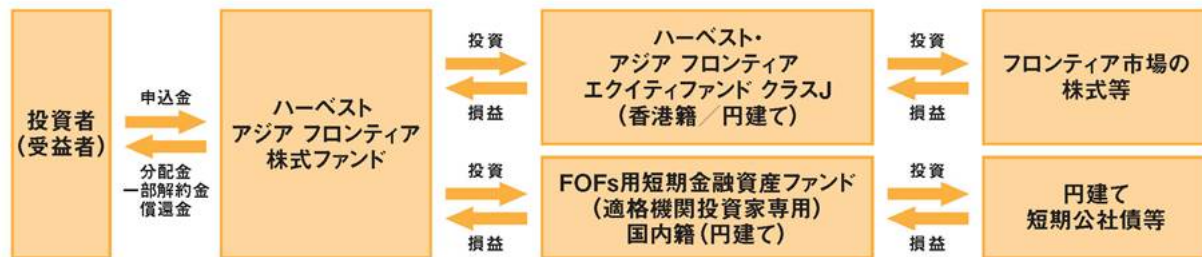 投資者
(受益者)
申込金
分配金
一部解約金
償還金
ハーベスト
アジア フロンティア
株式ファンド
投資
損益
ハーベスト・
アジア フロンティア
エクイティファンド クラスJ
(香港籍／円建て)
投資
損益
フロンティア市場の
株式等
投資
損益
FOFs用短期金融資産ファンド
(適格機関投資家専用)
国内籍(円建て)
投資
損益
円建て
短期公社債等